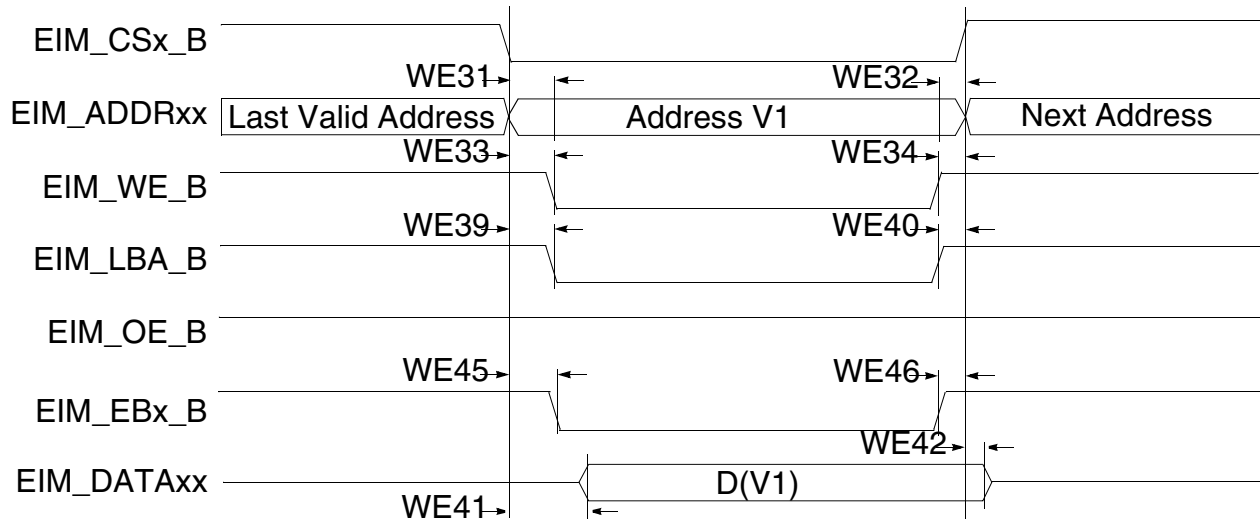 EIM_CSx_B
WE31 WE32
EIM_ADDRxx Last Valid Address Address V1 Next Address
WE33 WE34
EIM_WE_B
WE39 WE40
EIM_LBA_B
EIM_OE_B
WE45 WE46
EIM_EBx_B
WE42
EIM_DATAxx D(V1)
WE41